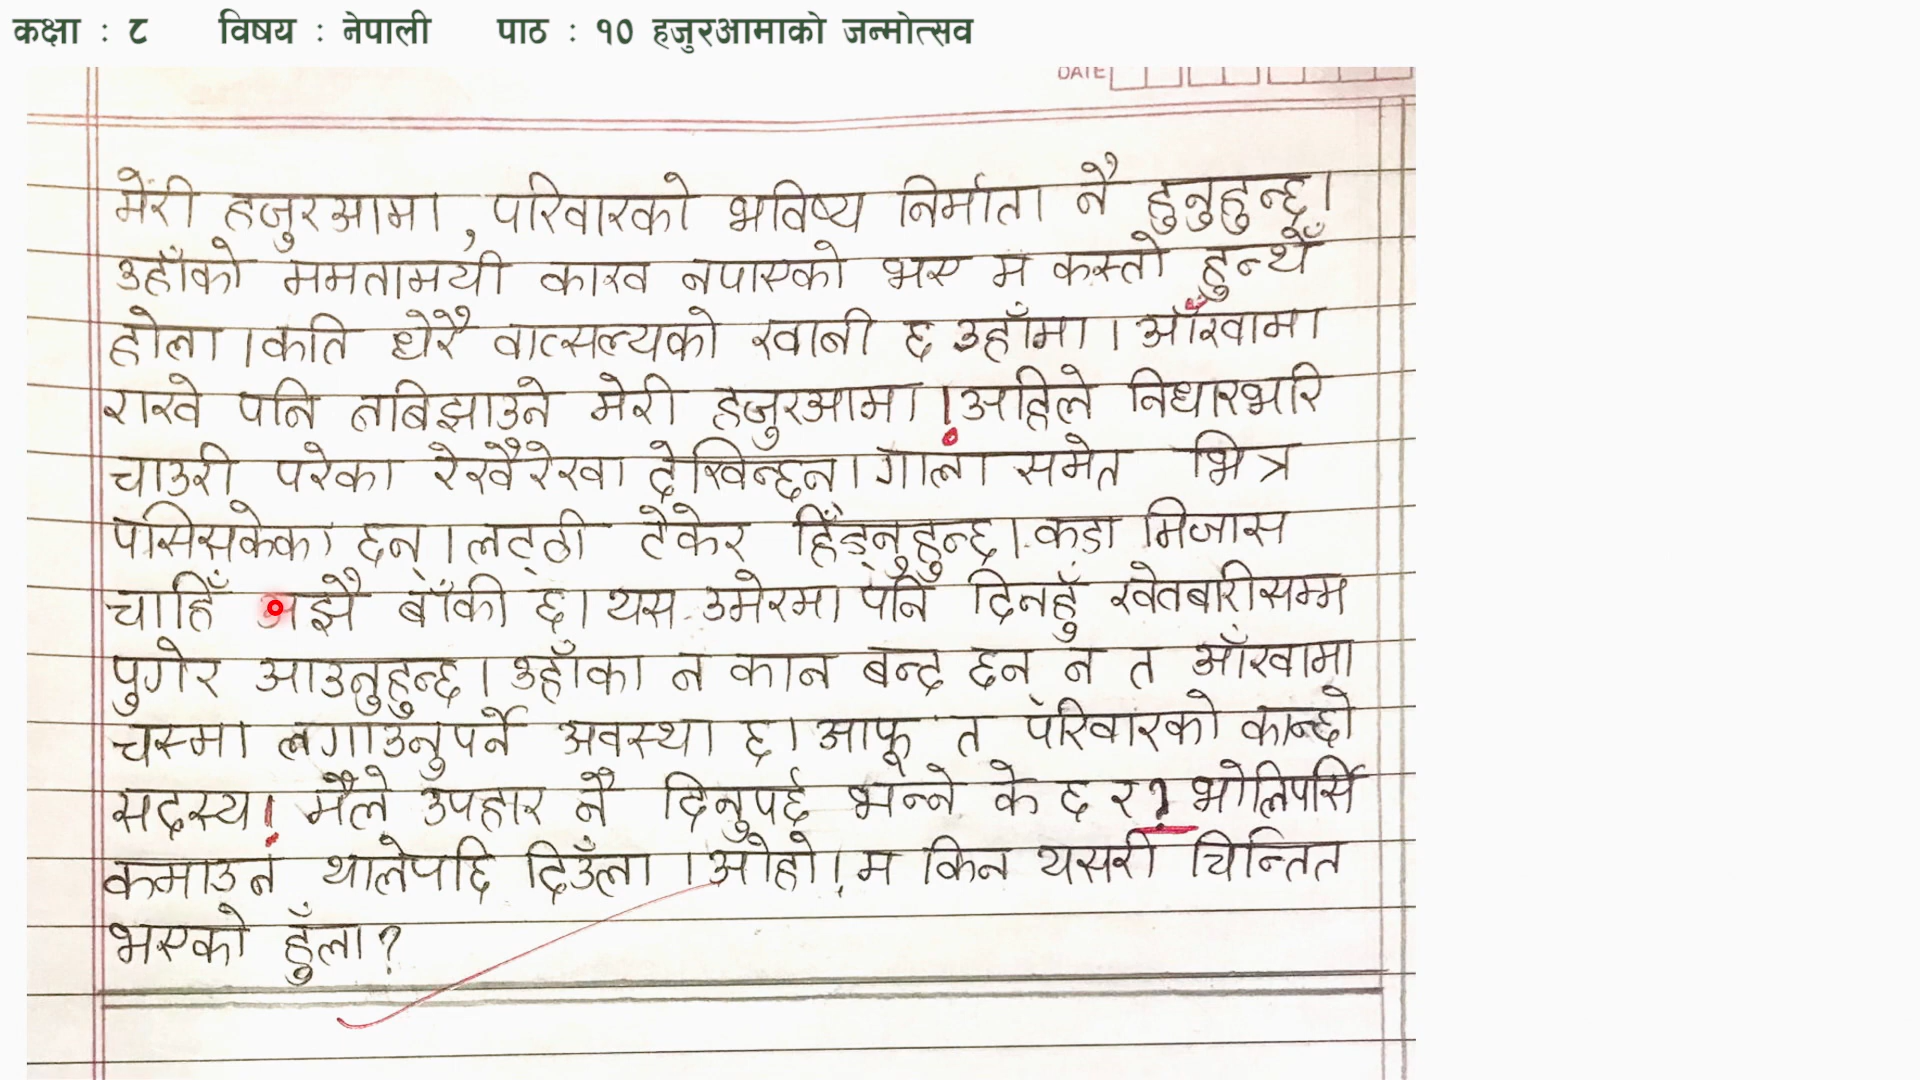 कक्षा : ८ विषय : नेपाली पाठ : १० हजुरआमाको जन्मोत्सव
DATE
मेरी हजुरआमा, परिवारको भविष्य निर्माता नै हुनुहुन्छ।
उहाँको ममतामयी काख नपाएको भए म कस्तो हुन्थेँ
होला । कति धेरै वात्सल्यको खानी छ उहाँमा । आँखामा
राखे पनि नबिझाउने मेरी हजुरआमा ! अहिले निधारभरि
चाउरी परेका रेखैरेखा देखिन्छन् । गाला समेत भित्र
पसिसकेका छन् । लट्ठी टेकेर हिँड्नुहुन्छ । कडा मिजास
चाहिँ अझै बाँकी छ । यस उमेरमा पनि दिनहुँ खेतबारीसम्म
पुगेर आउनुहुन्छ । उहाँका न कान बन्द छन् न त आँखामा
चस्मा लगाउनुपर्ने अवस्था छ । आफू त परिवारको कान्छो
सदस्य ! मैले उपहार नै दिनुपर्छ भन्ने के छ र ? भोलिपर्सि
कमाउन थालेपछि दिउँला । ओहो ! म किन यसरी चिन्तित
भएको हुँला ?